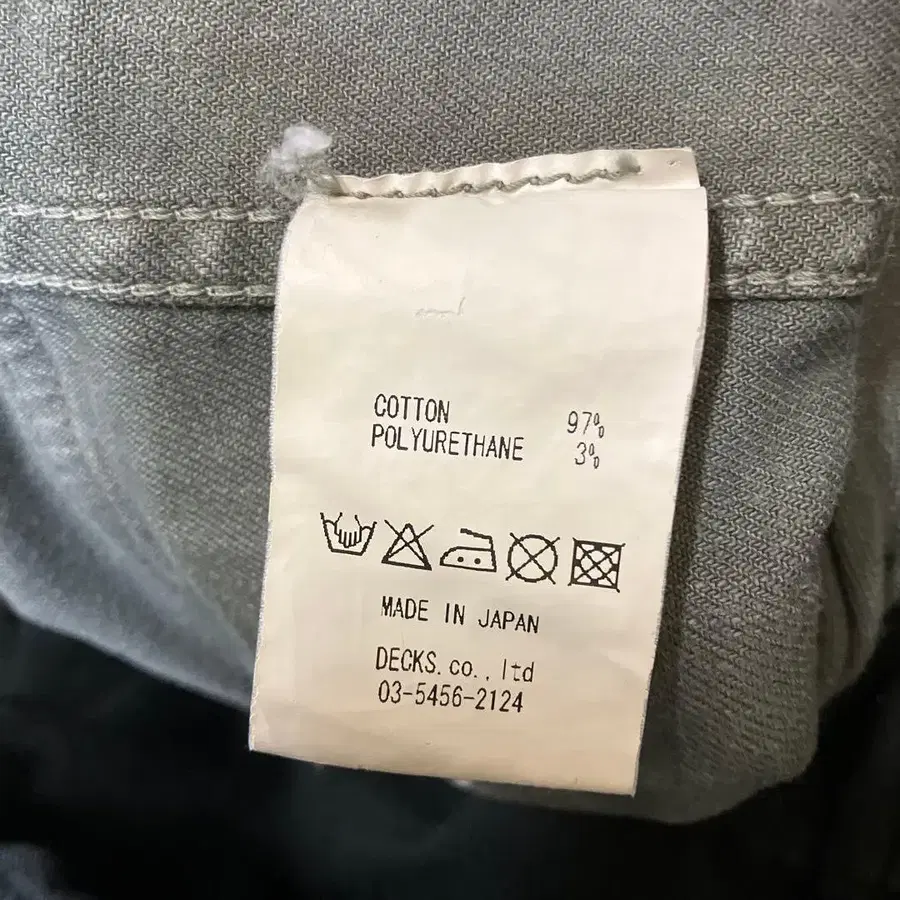 COTTON 97%
POLYURETHANE 3%
MADE IN JAPAN
DECKS.co.,ltd
03-5456-2124